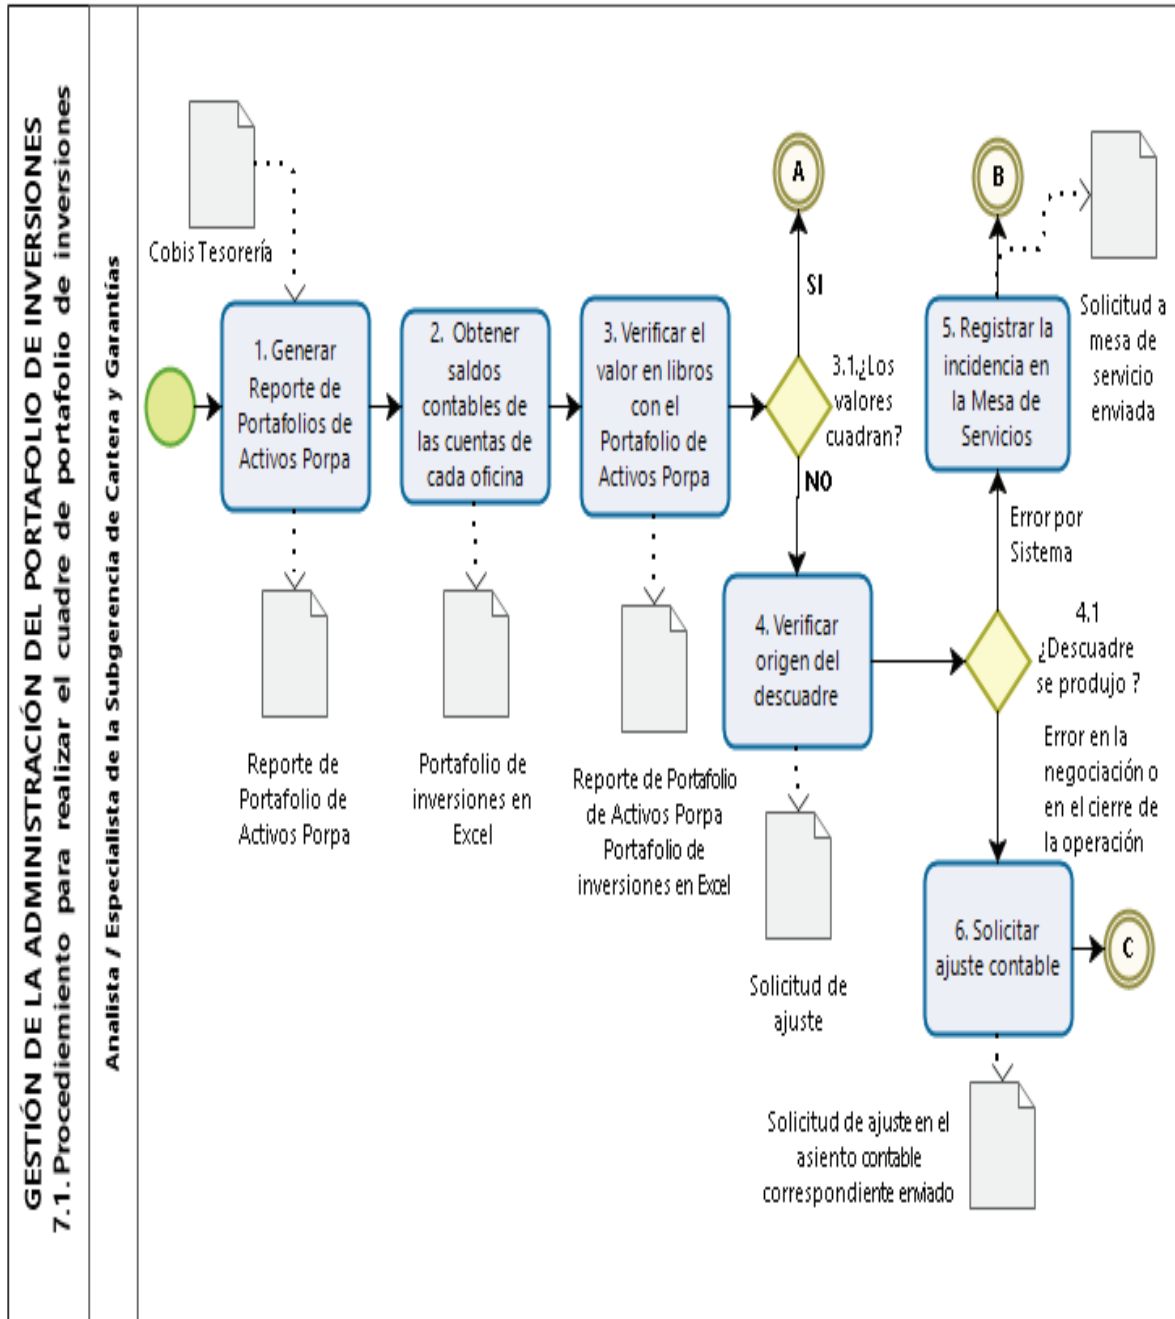 GESTIÓN DE LA ADMINISTRACIÓN DEL PORTAFOLIO DE INVERSIONES
7.1. Procediemiento para realizar el cuadre de portafolio de inversiones
Analista / Especialista de la Subgerencia de Cartera y Garantías
Cobis Tesorería
1. Generar
Reporte de
Portafolios de
Activos Porpa
Reporte de
Portafolio de
Activos Porpa
2. Obtener
saldos
contables de
las cuentas de
cada oficina
Portafolio de
inversiones en
Excel
3. Verificar el
valor en libros
con el
Portafolio de
Activos Porpa
Reporte de Portafolio
de Activos Porpa
Portafolio de
inversiones en Excel
A
SI
3.1.¿Los
valores
cuadran?
NO
4. Verificar
origen del
descuadre
Solicitud de
ajuste
4.1
¿Descuadre
se produjo ?
Error por
Sistema
5. Registrar la
incidencia en
la Mesa de
Servicios
B
Solicitud a
mesa de
servicio
enviada
Error en la
negociación o
en el cierre de
la operación
6. Solicitar
ajuste contable
C
Solicitud de ajuste en el
asiento contable
correspondiente enviado